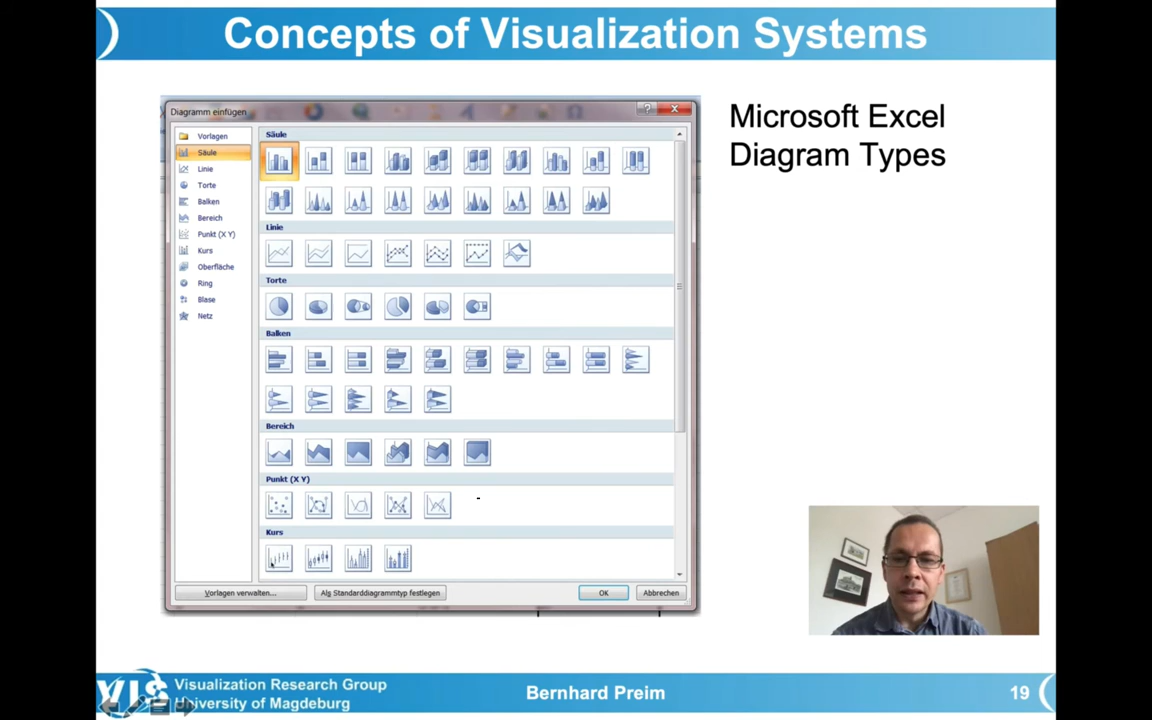 Concepts of Visualization Systems
Diagramm einfügen
Vorlagen
Säule
Linie
Torte
Balken
Bereich
Punkt (X Y)
Kurs
Oberfläche
Ring
Blase
Netz
Säule
Linie
Torte
Balken
Bereich
Punkt (X Y)
Kurs
Vorlagen verwalten...
Als Standarddiagrammtyp festlegen
OK
Abbrechen
Microsoft Excel
Diagram Types
VIS
Visualization Research Group
University of Magdeburg
Bernhard Preim
19